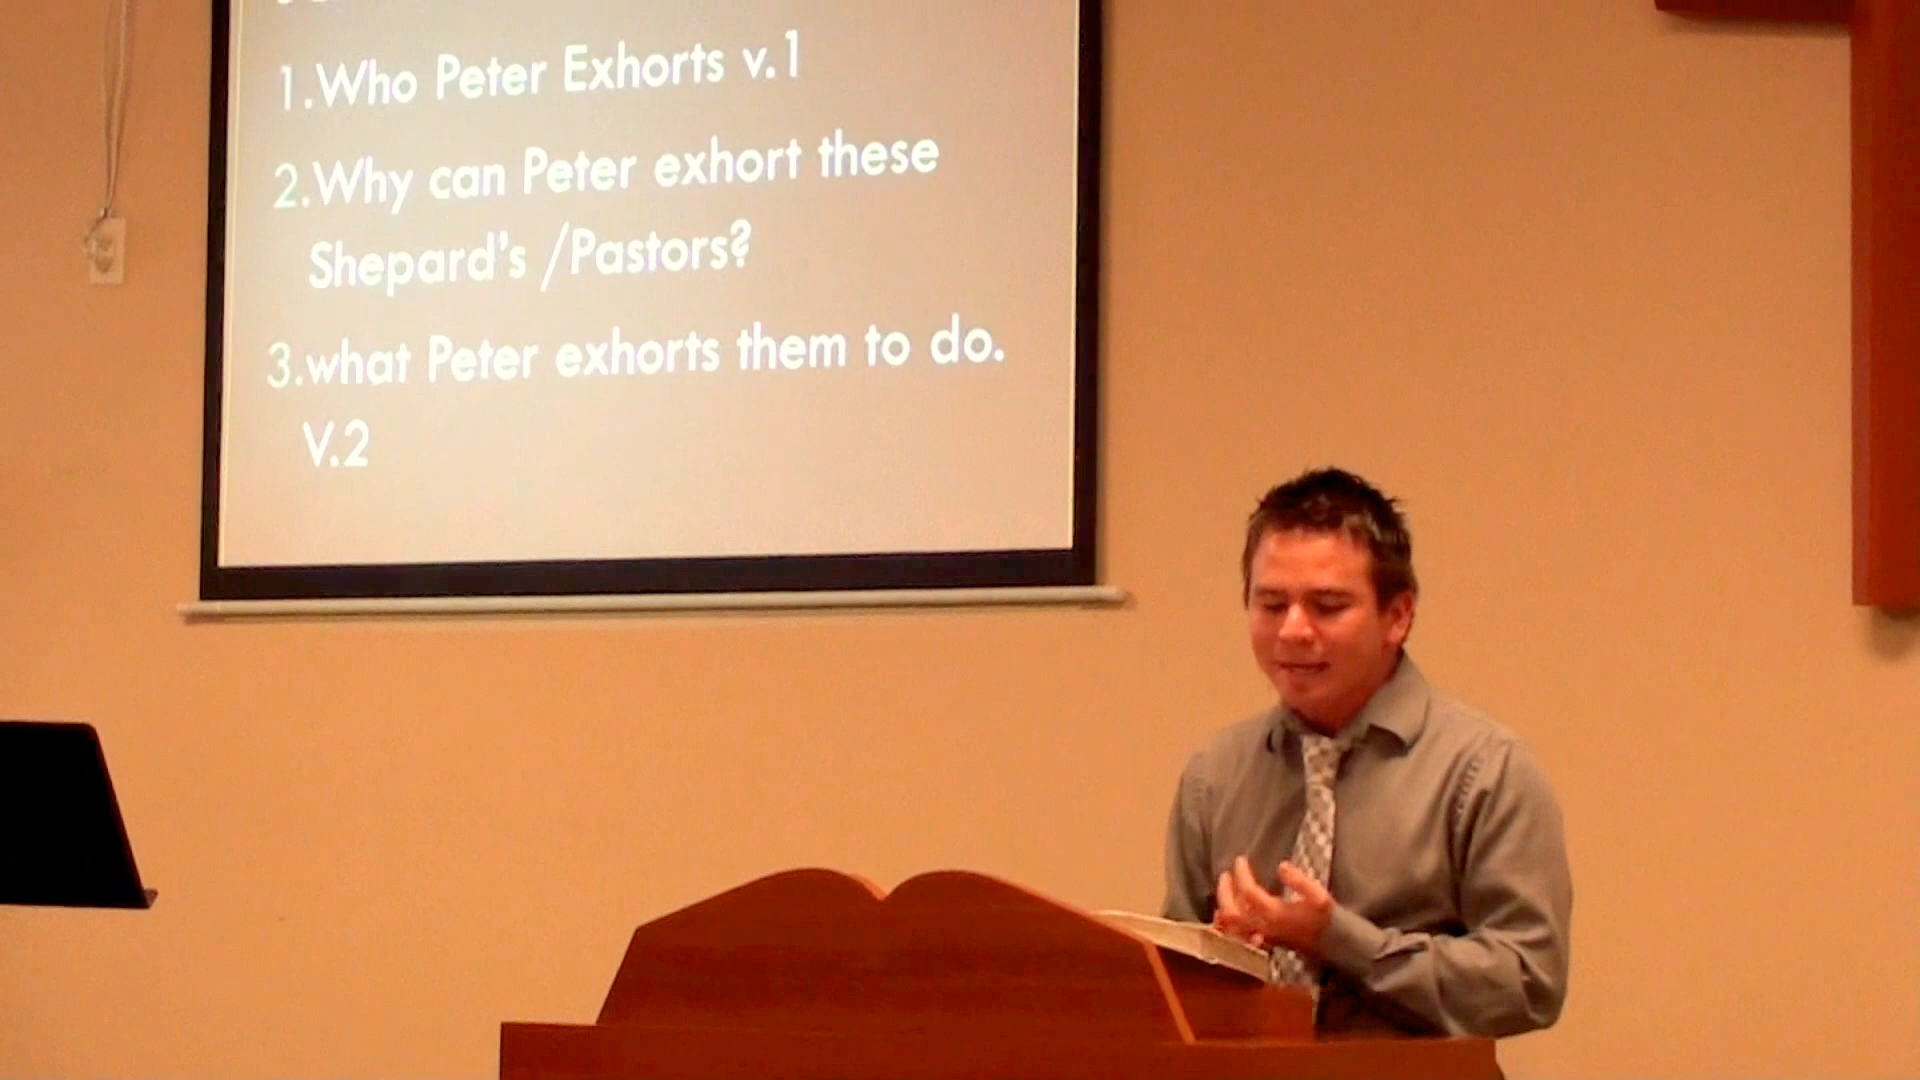 1.Who Peter Exhorts v.1
2.Why can Peter exhort these
Shepard's /Pastors?
3.what Peter exhorts them to do.
V.2